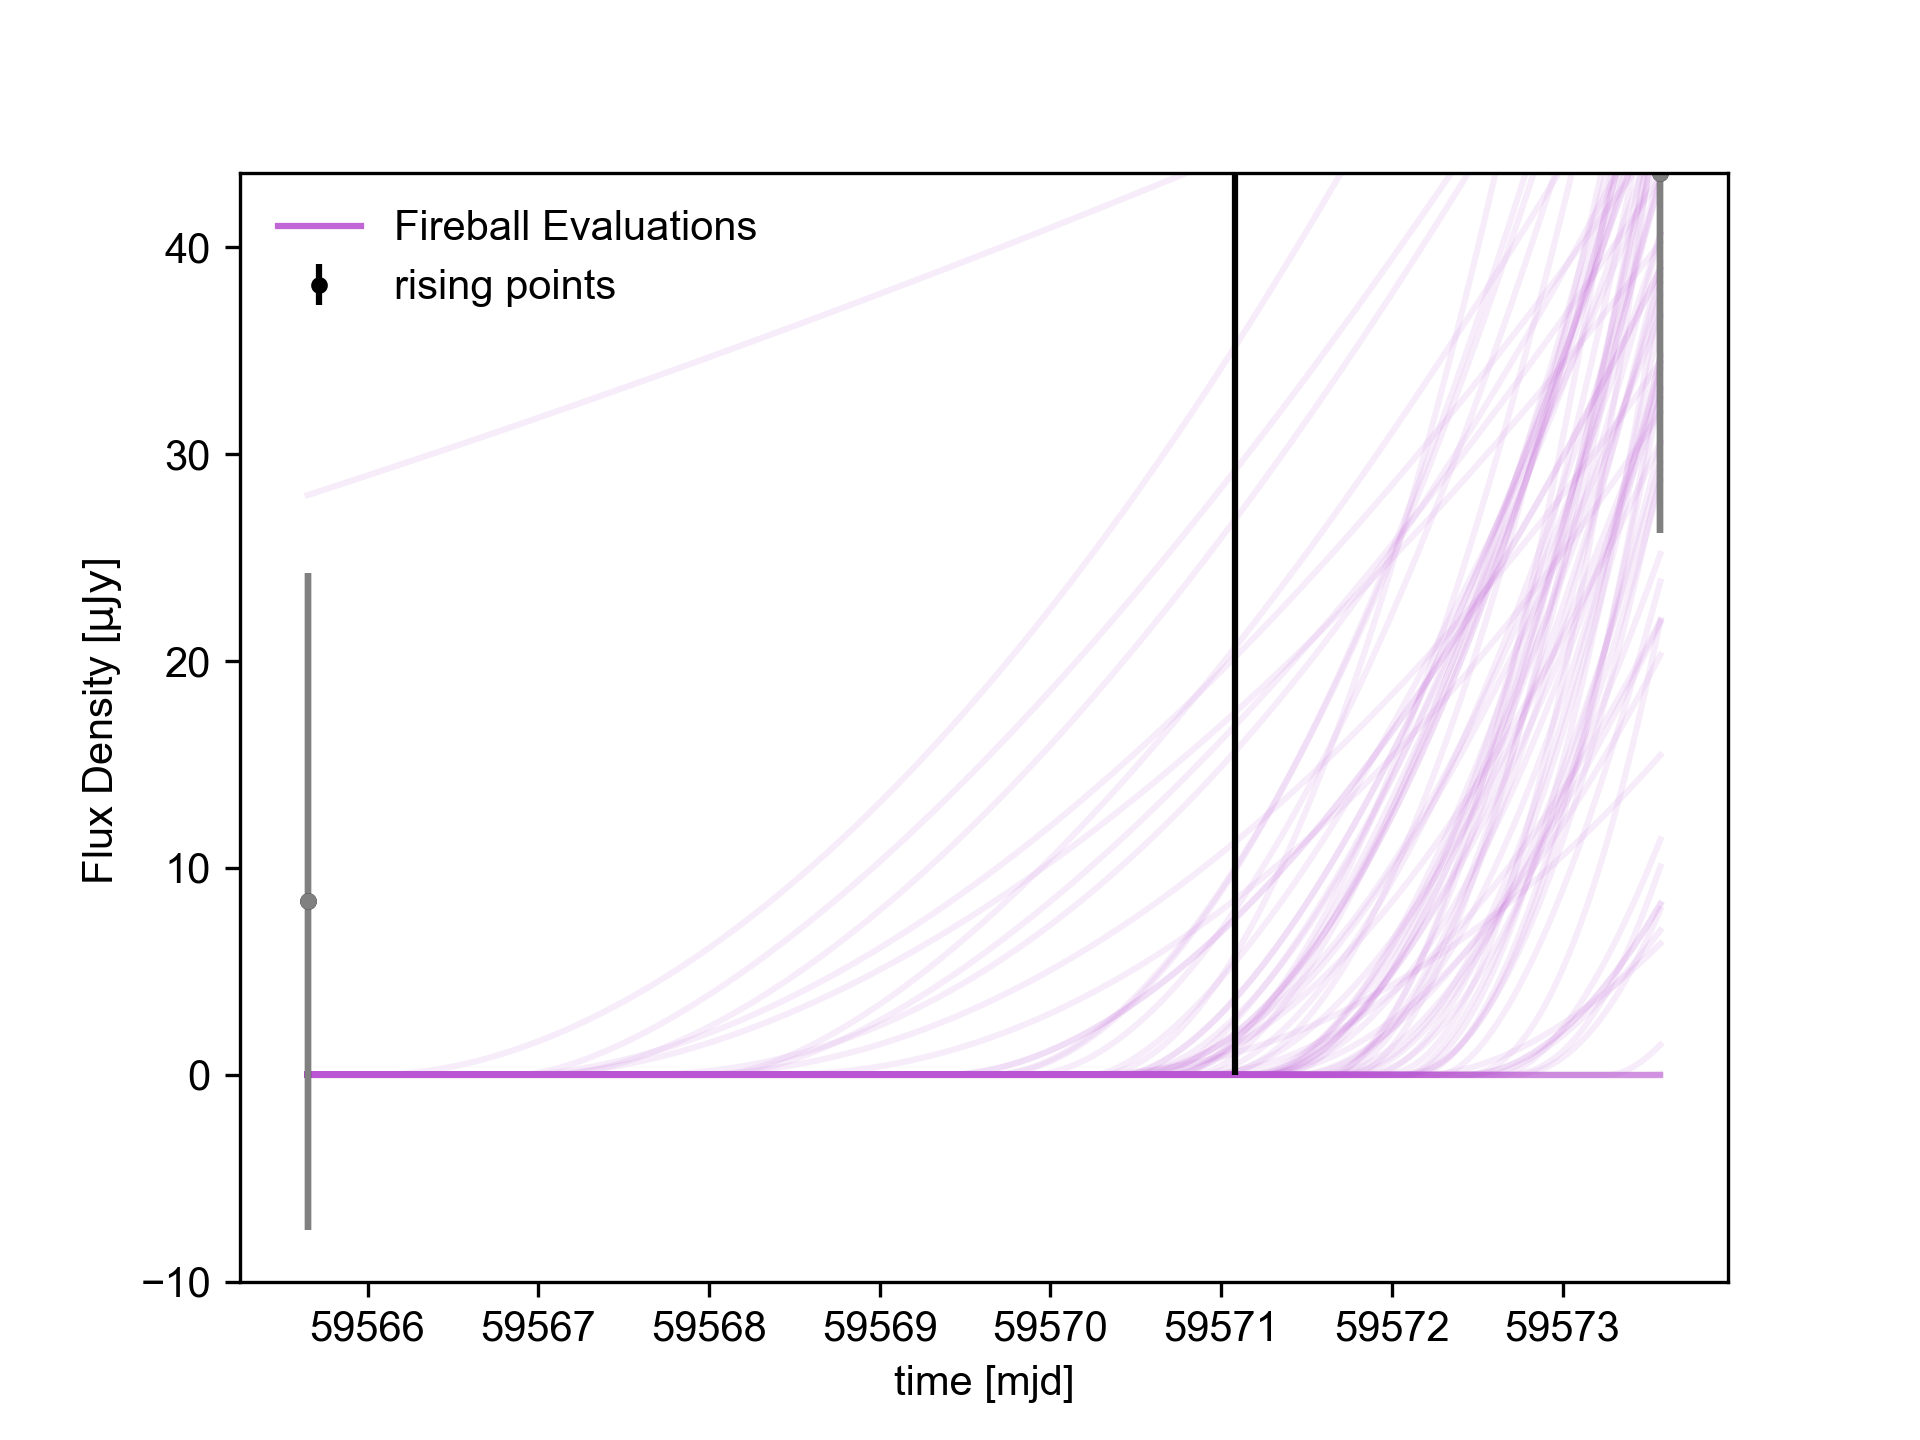 Fireball Evaluations
rising points
40
30
20
10
0
−10
Flux Density [μJy]
59566 59567 59568 59569 59570 59571 59572 59573
time [mjd]